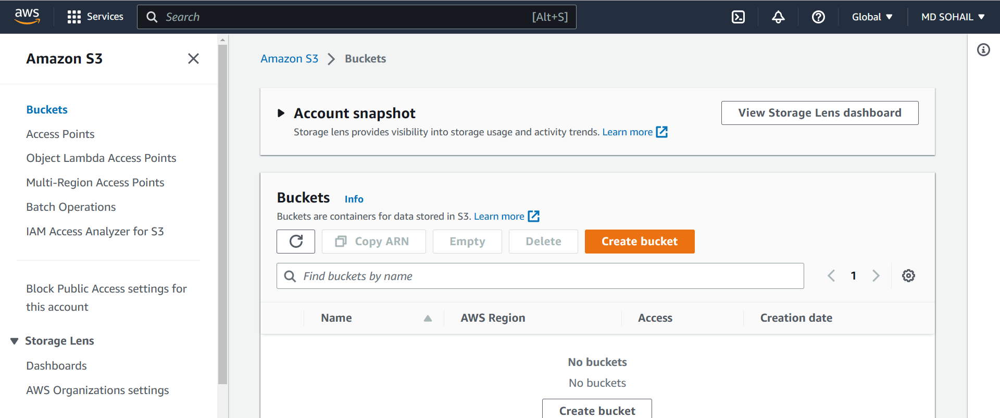 aws
Services
Search
[Alt+S]
Global
MD SOHAIL
Amazon S3
Buckets
Access Points
Object Lambda Access Points
Multi-Region Access Points
Batch Operations
IAM Access Analyzer for S3
Block Public Access settings for
this account
Storage Lens
Dashboards
AWS Organizations settings
Amazon S3 Buckets
Account snapshot
View Storage Lens dashboard
Storage lens provides visibility into storage usage and activity trends. Learn more
Buckets Info
Buckets are containers for data stored in S3. Learn more
Copy ARN Empty Delete Create bucket
Find buckets by name
1
Name AWS Region Access Creation date
No buckets
No buckets
Create bucket